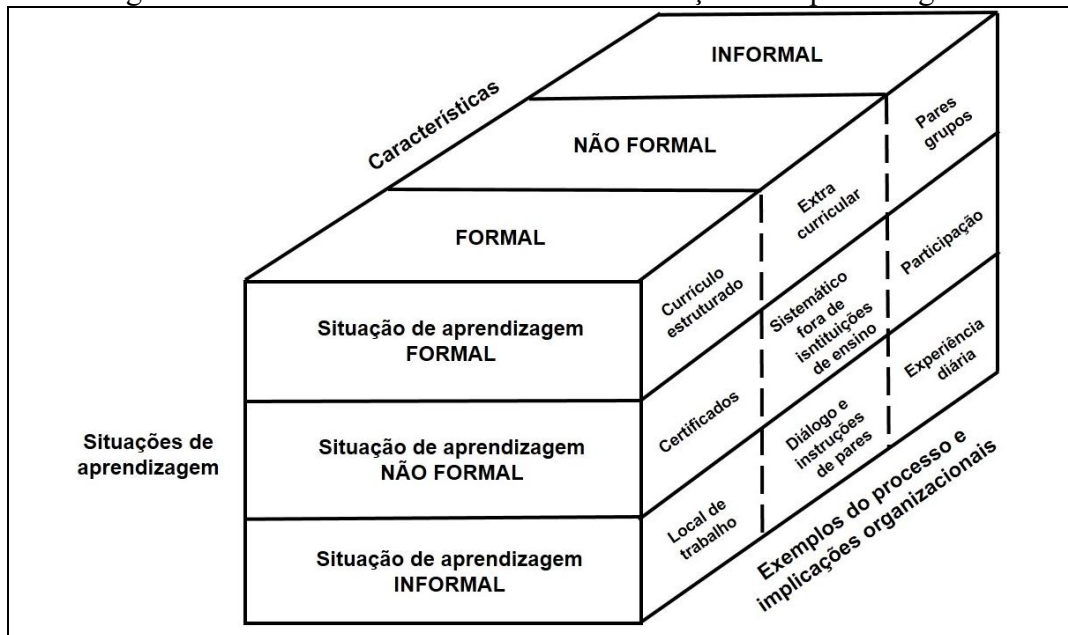 Características
INFORMAL
NÃO FORMAL
FORMAL
Pares
grupos
Extra
curricular
Currículo
estruturado
Participação
Sistemático
fora de
isntituições
de ensino
Certificados
Experiência
diária
Diálogo e
instruções
de pares
Local de
trabalho
Situação de aprendizagem
FORMAL
Situação de aprendizagem
NÃO FORMAL
Situação de aprendizagem
INFORMAL
Situações de
aprendizagem
Exemplos do processo e
implicações organizacionais